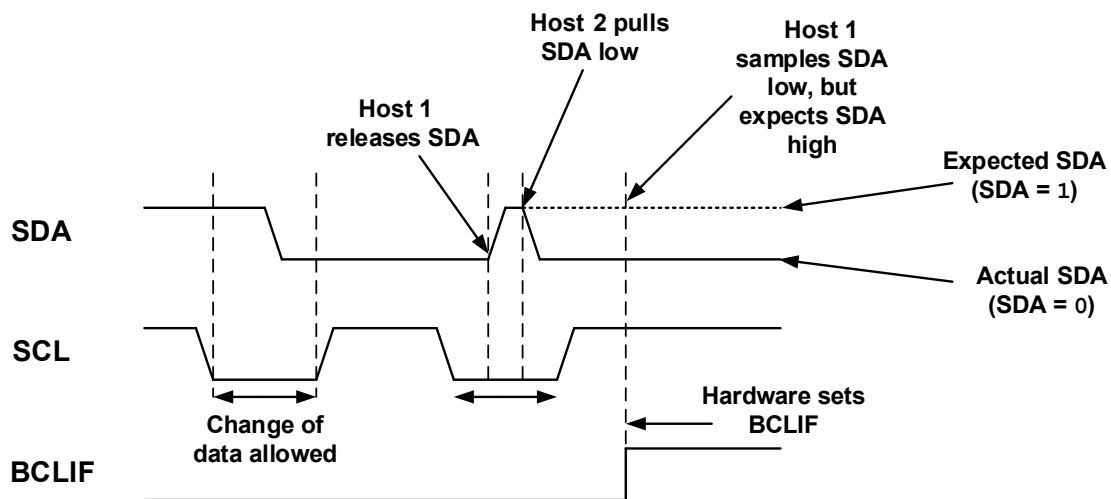 Host 2 pulls
SDA low
Host 1
samples SDA
low, but
expects SDA
high
Host 1
releases SDA
Expected SDA
(SDA = 1)
SDA
Actual SDA
(SDA = 0)
SCL
Change of
data allowed
Hardware sets
BCLIF
BCLIF